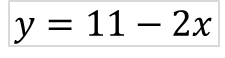 y = 11 − 2x